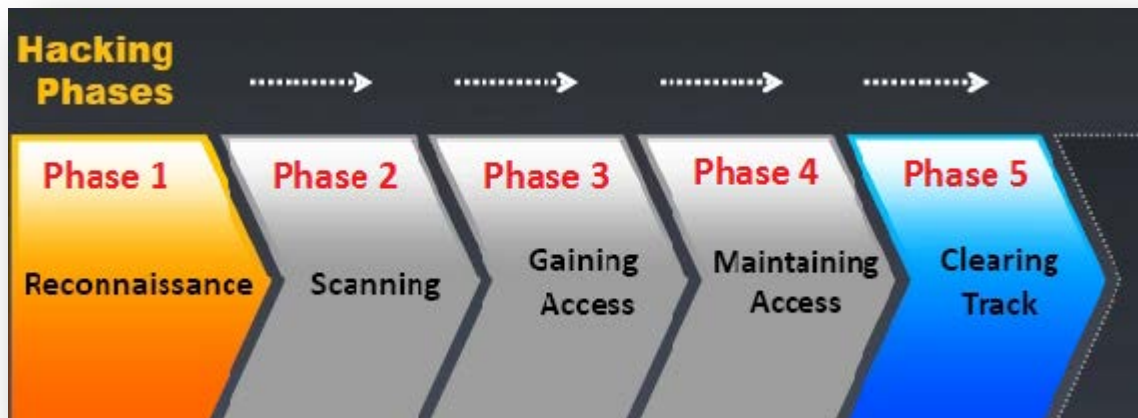 Hacking
Phases
Phase 1
Reconnaissance
Phase 2
Scanning
Phase 3
Gaining
Access
Phase 4
Maintaining
Access
Phase 5
Clearing
Track